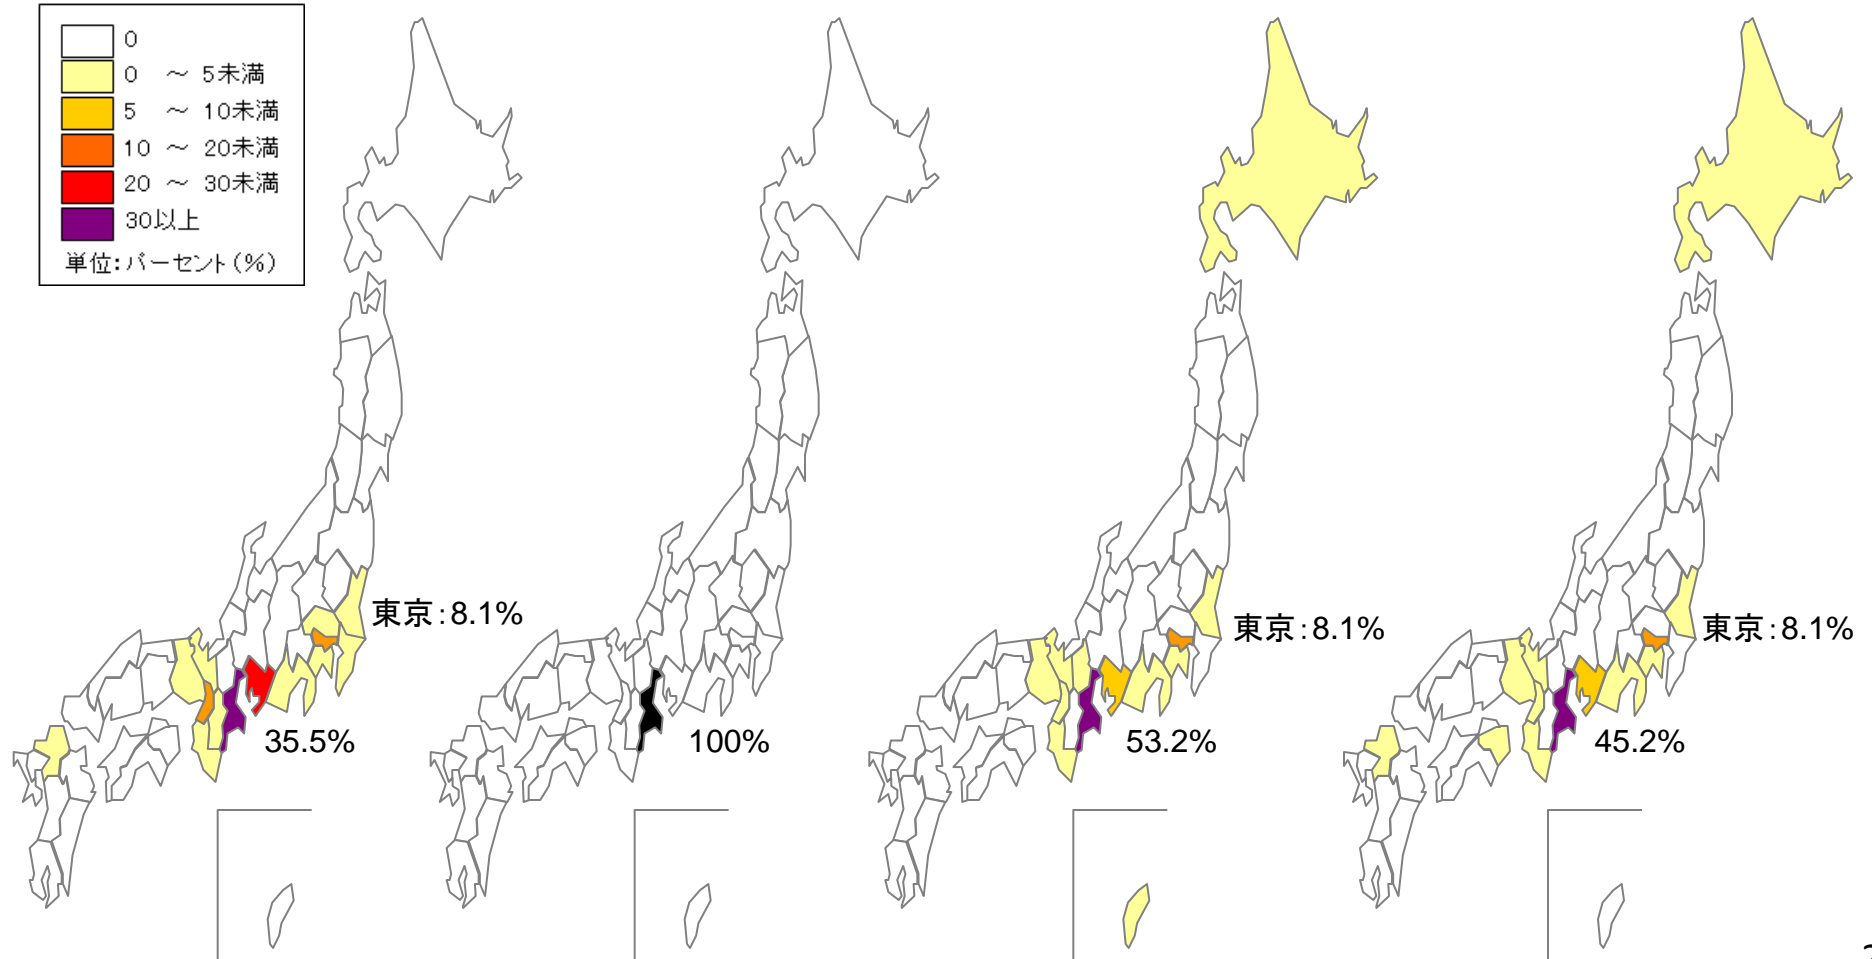 0
0 ～ 5未満
5 ～ 10未満
10 ～ 20未満
20 ～ 30未満
30以上
単位：パーセント（％）
東京：8.1%
35.5%
100%
東京：8.1%
53.2%
東京：8.1%
45.2%